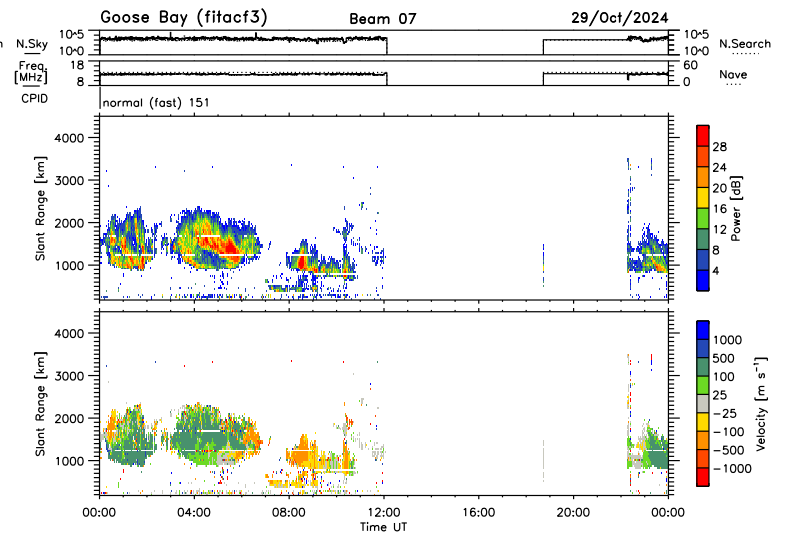 Goose Bay (fitacf3) Beam 07 29/Oct/2024
N.Sky 10^5 10^5 N.Search
10^0 10^0
Freq. 18 60 Nave
[MHz] 8 0
CPID normal (fast) 151
Slant Range [km]
4000
3000
2000
1000
28
24
20
16
12
8
4
Power [dB]
Slant Range [km]
4000
3000
2000
1000
1000
500
100
25
-25
-100
-500
-1000
Velocity [m s⁻¹]
00:00 04:00 08:00 12:00 16:00 20:00 00:00
Time UT